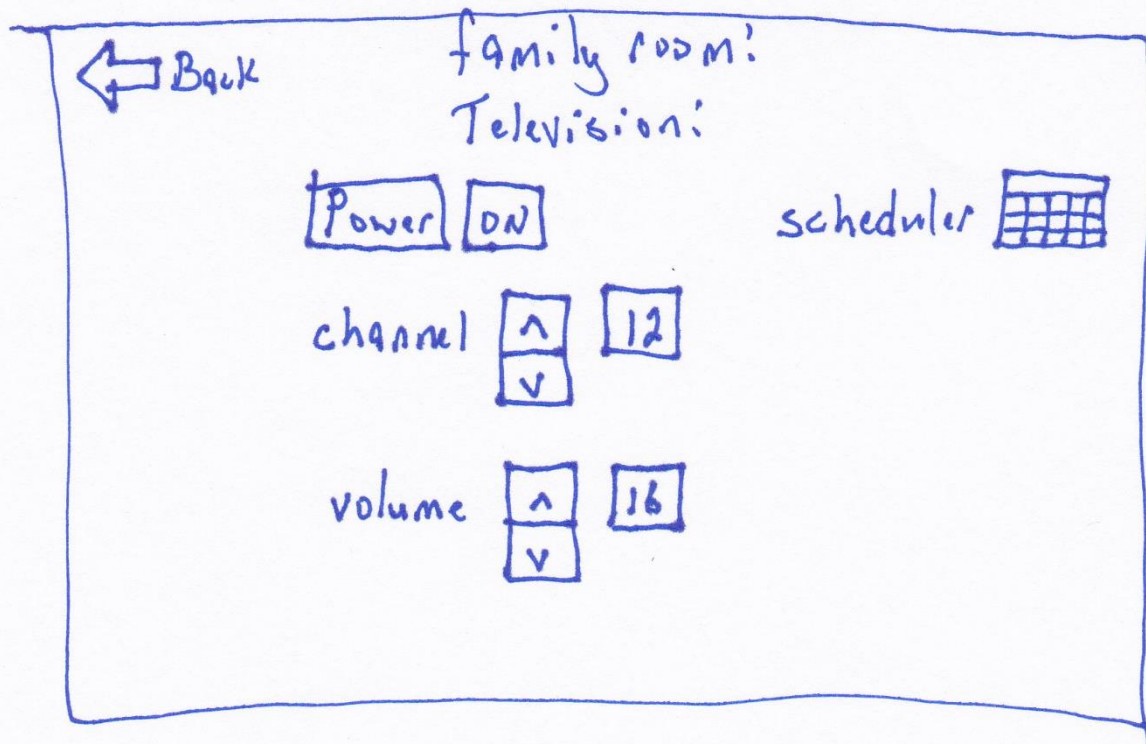 Back
family room:
Television:
Power ON
scheduler
channel ^ 12
v
volume ^ 16
v